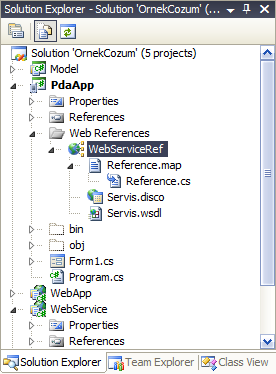 Solution Explorer - Solution 'OrnekCozum' (...
Solution 'OrnekCozum' (5 projects)
Model
PdaApp
Properties
References
Web References
WebServiceRef
Reference.map
Reference.cs
Servis.disco
Servis.wsdl
bin
obj
Form1.cs
Program.cs
WebApp
WebService
Properties
References
Solution Explorer Team Explorer Class View